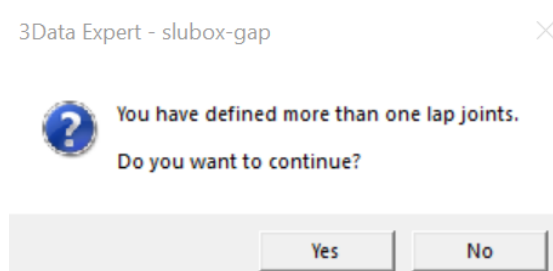 3Data Expert - slubox-gap
You have defined more than one lap joints.
Do you want to continue?
Yes No